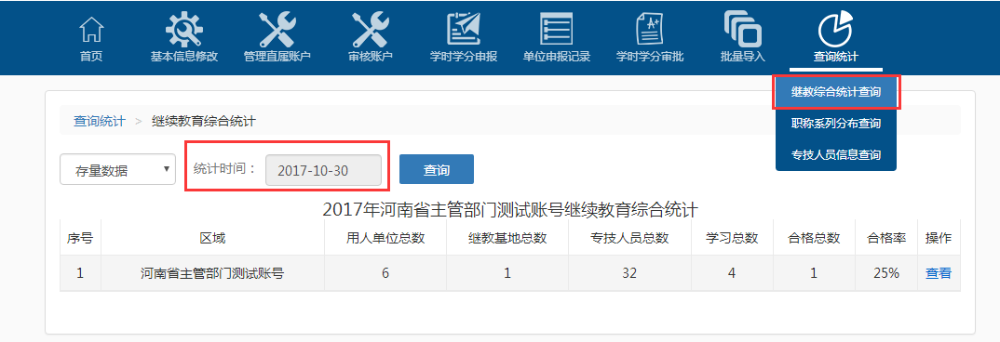 首页 基本信息修改 管理直属账户 审核账户 学时学分申报 单位申报记录 学时学分审批 批量导入 查询统计
继教综合统计查询
职称系列分布查询
专技人员信息查询
查询统计 > 继续教育综合统计
存量数据 统计时间： 2017-10-30 查询
2017年河南省主管部门测试账号继续教育综合统计
序号 区域 用人单位总数 继教基地总数 专技人员总数 学习总数 合格总数 合格率 操作
1 河南省主管部门测试账号 6 1 32 4 1 25% 查看